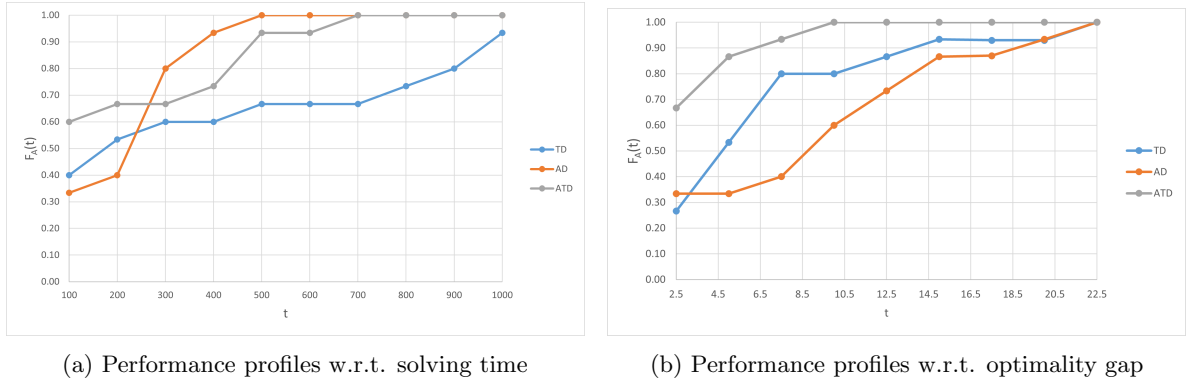 1.00
0.90
0.80
0.70
0.60
0.50
0.40
0.30
0.20
0.10
0.00
F_A(t)
100 200 300 400 500 600 700 800 900 1000
t
TD
AD
ATD
(a) Performance profiles w.r.t. solving time
1.00
0.90
0.80
0.70
0.60
0.50
0.40
0.30
0.20
0.10
0.00
F_A(t)
2.5 4.5 6.5 8.5 10.5 12.5 14.5 16.5 18.5 20.5 22.5
t
TD
AD
ATD
(b) Performance profiles w.r.t. optimality gap